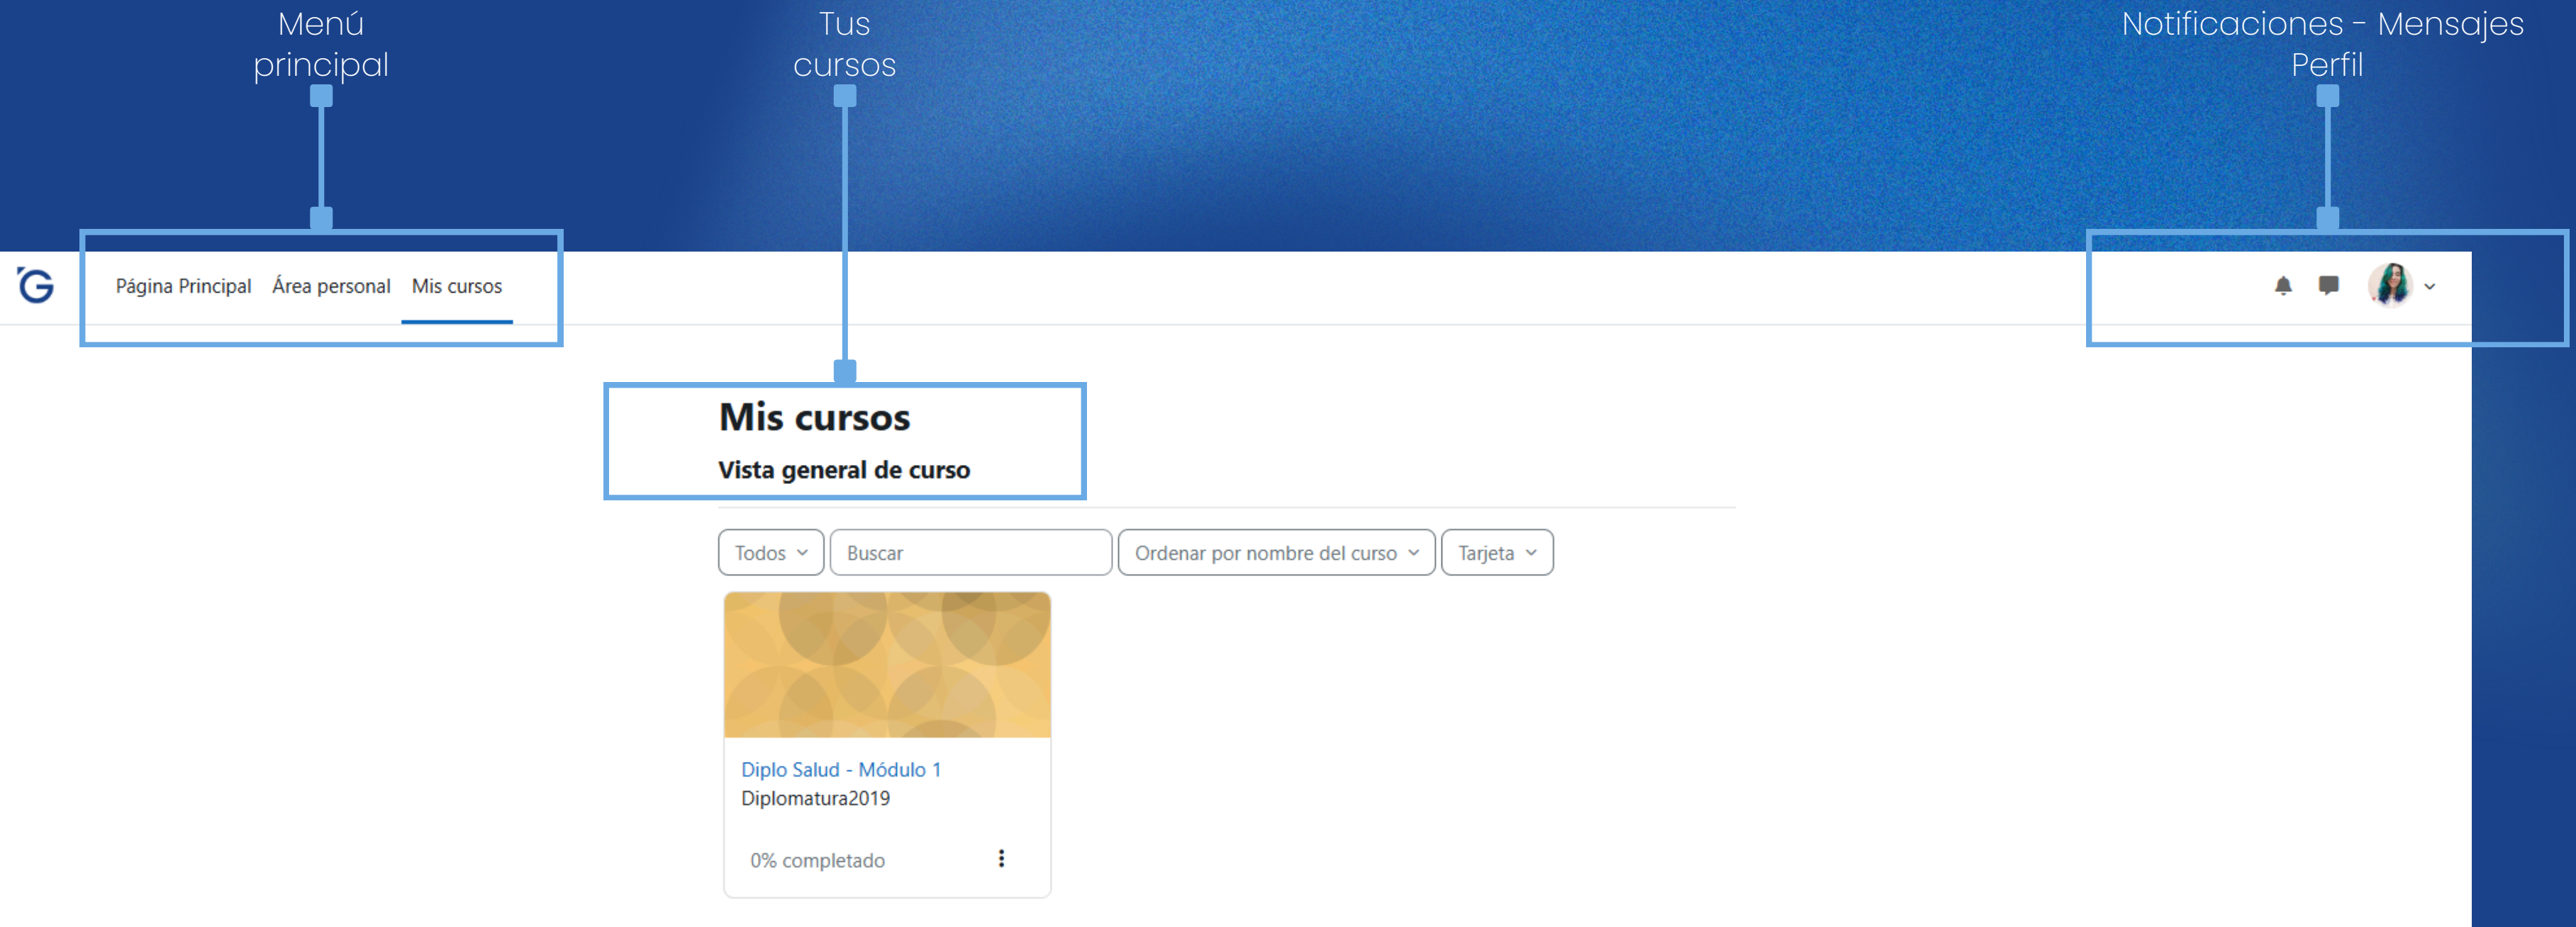 Menú
principal
Tus
cursos
Notificaciones - Mensajes
Perfil
G
Página Principal Área personal Mis cursos
Mis cursos
Vista general de curso
Todos Buscar Ordenar por nombre del curso Tarjeta
Diplo Salud - Módulo 1
Diplomatura2019
0% completado